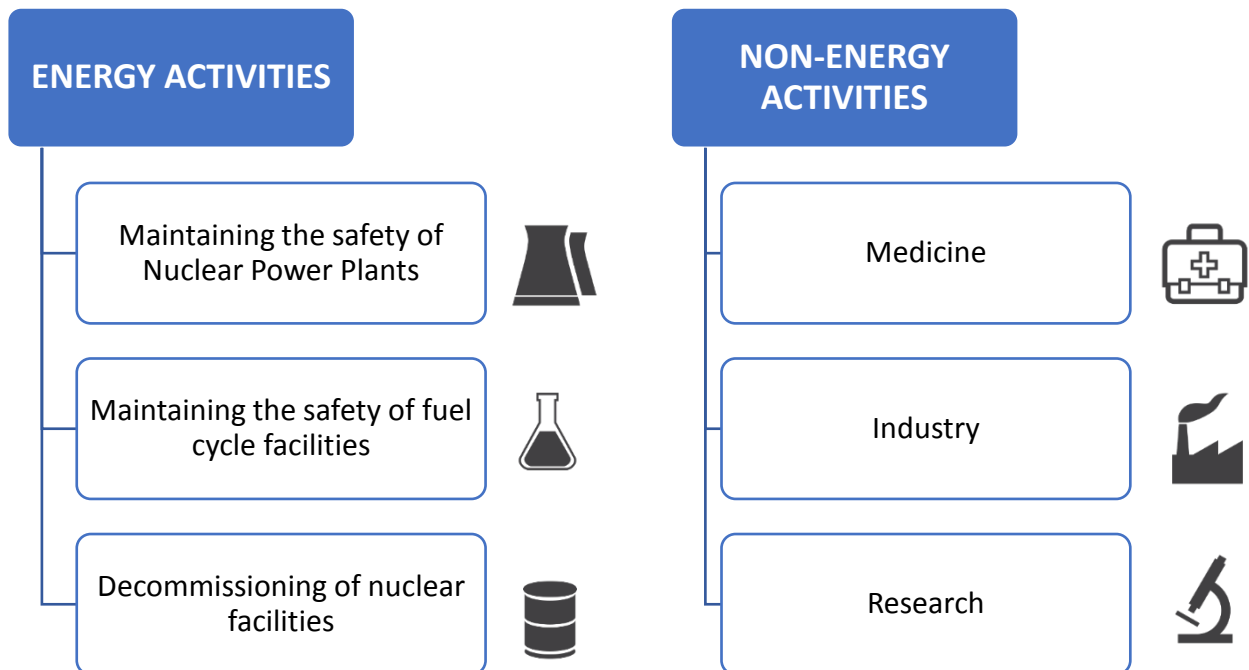 ENERGY ACTIVITIES
Maintaining the safety of
Nuclear Power Plants
Maintaining the safety of fuel
cycle facilities
Decommissioning of nuclear
facilities
NON-ENERGY
ACTIVITIES
Medicine
Industry
Research